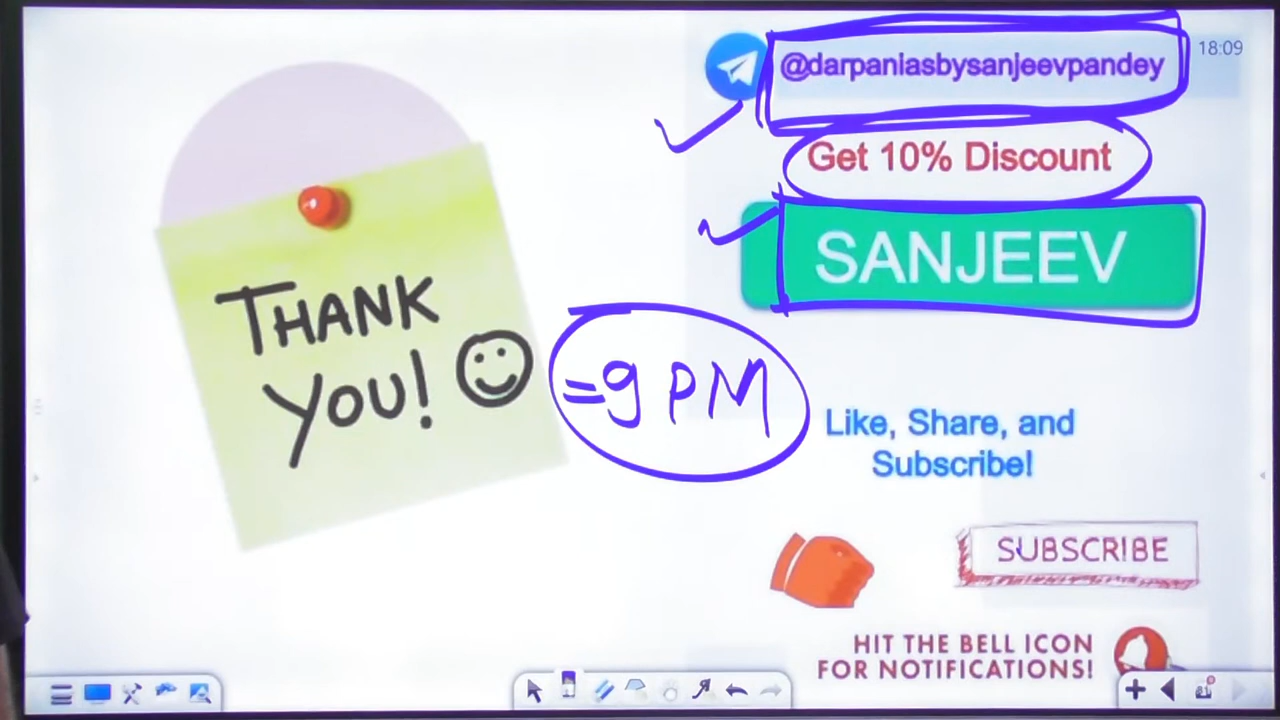 @darpaniasbysanjeevpandey
18:09
Get 10% Discount
SANJEEV
THANK
YOU!
=9 PM
Like, Share, and
Subscribe!
SUBSCRIBE
HIT THE BELL ICON
FOR NOTIFICATIONS!